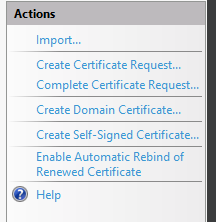 Actions
Import...
Create Certificate Request...
Complete Certificate Request...
Create Domain Certificate...
Create Self-Signed Certificate...
Enable Automatic Rebind of
Renewed Certificate
Help